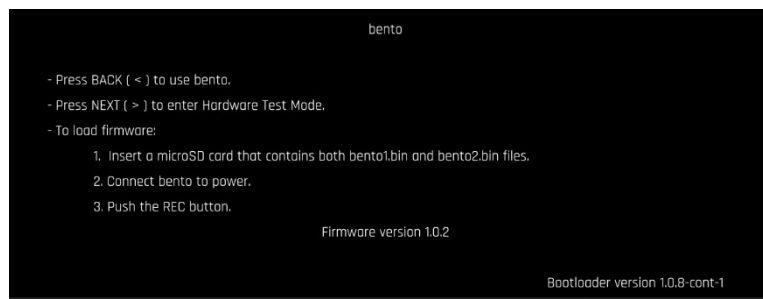 bento
- Press BACK ( < ) to use bento.
- Press NEXT ( > ) to enter Hardware Test Mode.
- To load firmware:
1. Insert a microSD card that contains both bento1.bin and bento2.bin files.
2. Connect bento to power.
3. Push the REC button.
Firmware version 1.0.2
Bootloader version 1.0.8-cont-1